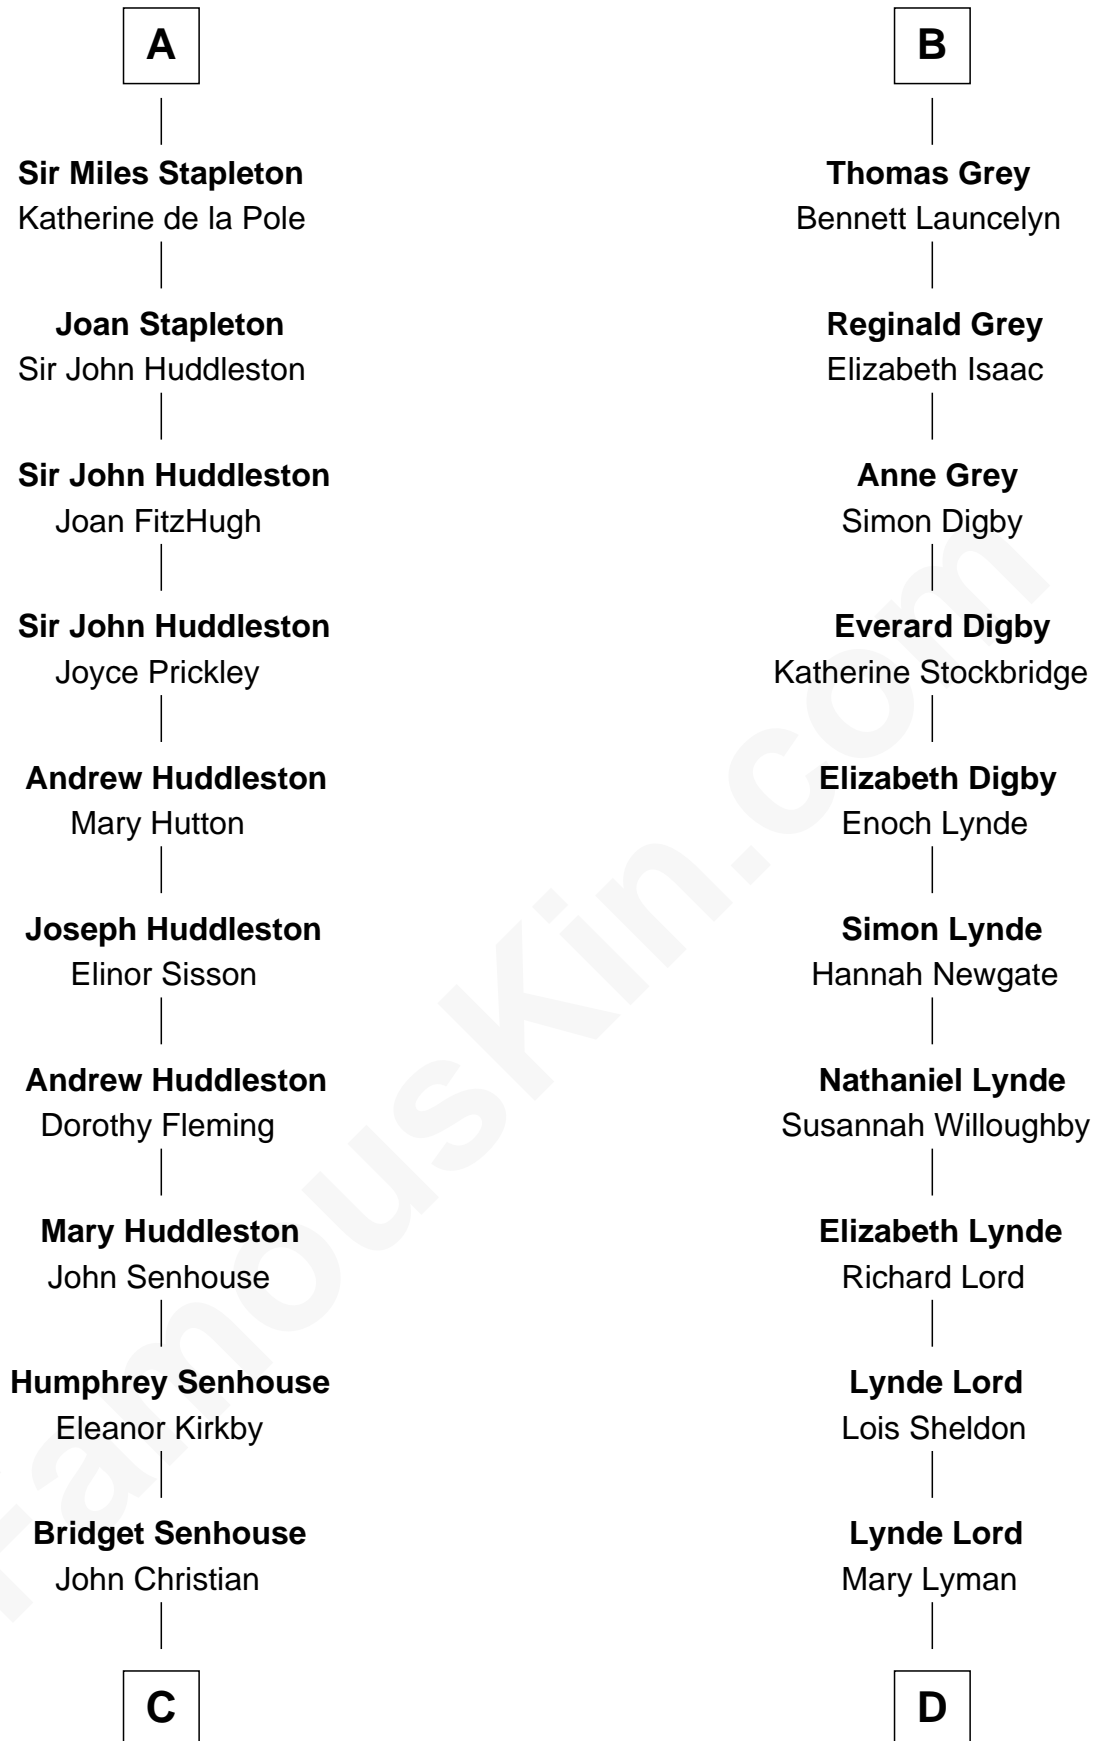 A
Sir Miles Stapleton
Katherine de la Pole
Joan Stapleton
Sir John Huddleston
Sir John Huddleston
Joan FitzHugh
Sir John Huddleston
Joyce Prickley
Andrew Huddleston
Mary Hutton
Joseph Huddleston
Elinor Sisson
Andrew Huddleston
Dorothy Fleming
Mary Huddleston
John Senhouse
Humphrey Senhouse
Eleanor Kirkby
Bridget Senhouse
John Christian
C
B
Thomas Grey
Bennett Launcelyn
Reginald Grey
Elizabeth Isaac
Anne Grey
Simon Digby
Everard Digby
Katherine Stockbridge
Elizabeth Digby
Enoch Lynde
Simon Lynde
Hannah Newgate
Nathaniel Lynde
Susannah Willoughby
Elizabeth Lynde
Richard Lord
Lynde Lord
Lois Sheldon
Lynde Lord
Mary Lyman
D
FamousKin.com